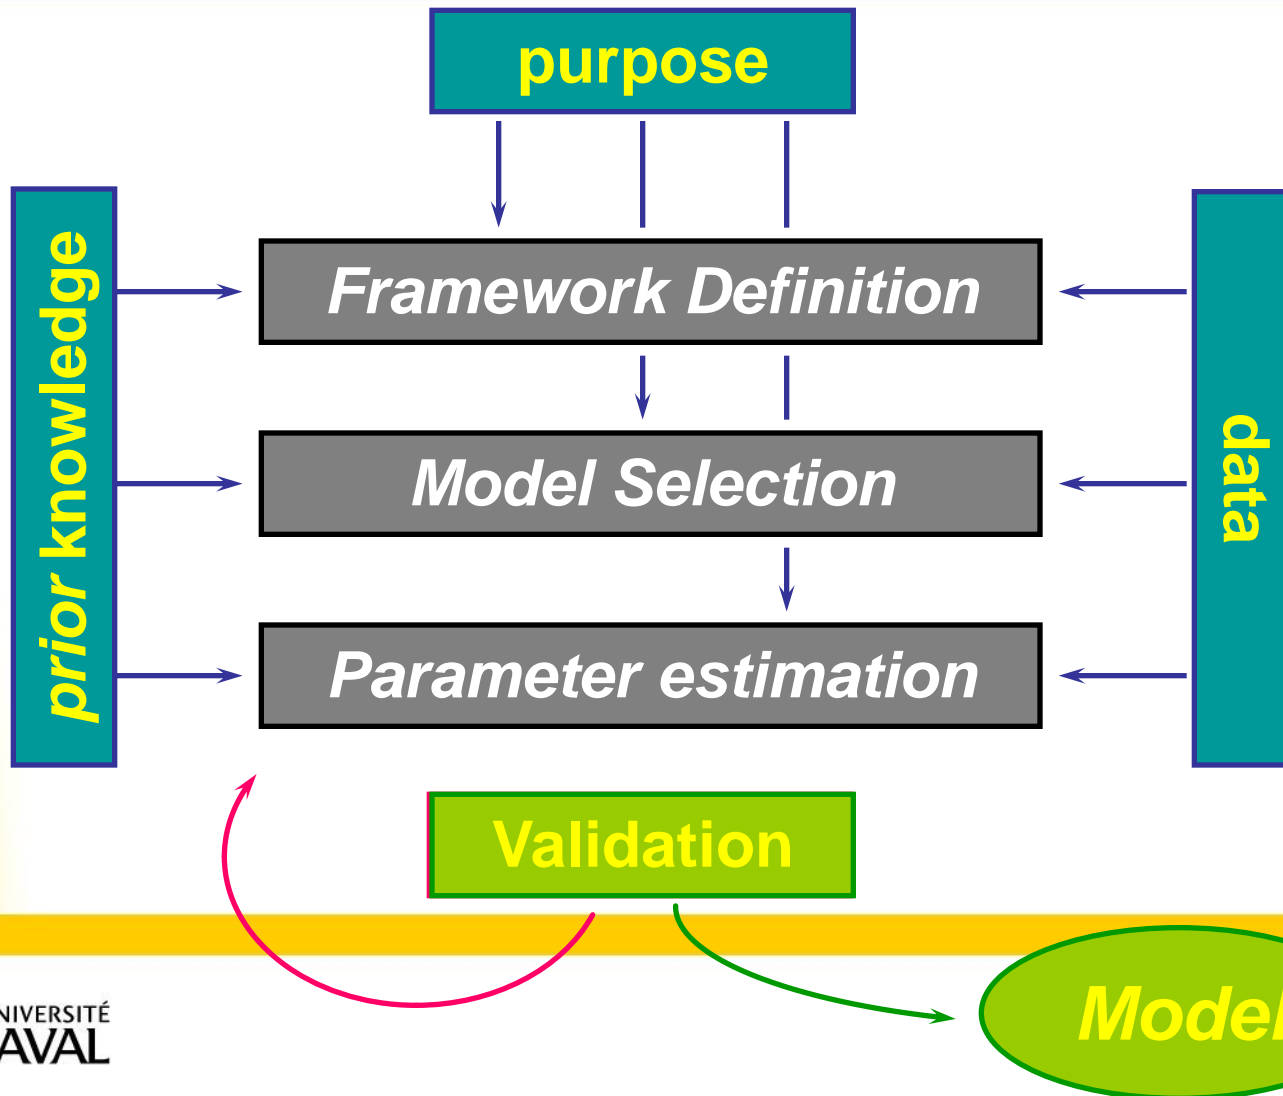 purpose
prior knowledge
Framework Definition
data
Model Selection
Parameter estimation
Validation
Model
NIVERSITÉ
AVAL